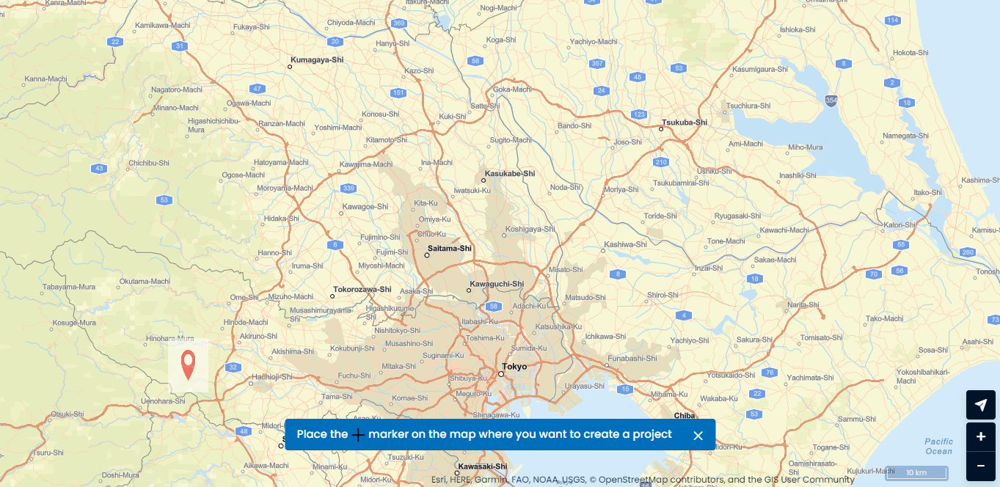 Kanra-Machi
Itakura-Machi
Nogi-Machi
54
41
Omitama-Shi
Kamikawa-Machi
Fukaya-Shi
Chiyoda-Machi
369
Ishioka-Shi
114
22
31
20
Hanyu-Shi
Koga-Shi
Yachiyo-Machi
Hokota-Shi
Kumagaya-Shi
56
357
53
Kasumigaura-Shi
8
Kanna-Machi
Kazo-Shi
45
2
Nagatoro-Machi
47
151
Goka-Machi
24
354
18
Minano-Machi
Ogawa-Machi
Satte-Shi
Tsuchiura-Shi
Higashichichibu-
Mura
Ranzan-Machi
Konosu-Shi
Kuki-Shi
123
Tsukuba-Shi
Yoshimi-Machi
Bando-Shi
Kitamoto-Shi
Sugito-Machi
Joso-Shi
Ami-Machi
Miho-Mura
Namegata-Shi
Chichibu-Shi
Hatoyama-Machi
Kawajima-Machi
Ina-Machi
210
43
Ogose-Machi
Kasukabe-Shi
Ushiku-Shi
Inashiki-Shi
Kashima-Shi
Moroyama-Machi
339
Iwatsuki-Ku
Noda-Shi
Moriya-Shi
Tsukubamirai-Shi
Itako-Shi
53
Kita-Ku
Hidaka-Shi
Kawagoe-Shi
Omiya-Ku
Toride-Shi
Ryugasaki-Shi
Katori-Shi
Chuo-Ku
Koshigaya-Shi
Kawachi-Machi
Kamisu-
6
Fujimino-Shi
Saitama-Shi
Kashiwa-Shi
Tone-Machi
55
Hanno-Shi
Fujimi-Shi
260
Iruma-Shi
Miyoshi-Machi
Misato-Shi
Inzai-Shi
Sakae-Machi
Tabayama-Mura
Okutama-Machi
Kawaguchi-Shi
8
18
70
56
Tonosh
Tokorozawa-Shi
Asaka-Shi
Ome-Shi
Mizuho-Machi
Matsudo-Shi
Shiroi-Shi
Musashimurayama-
Shi
Higashikurume-
58
Adachi-Ku
Narita-Shi
Kosuge-Mura
Hinode-Machi
Itabashi-Ku
Katsushika-Ku
4
Tako-Machi
73
Nishitokyo-Shi
Hinohara-Mura
Akiruno-Shi
Toshima-Ku
Ichikawa-Shi
Yachiyo-Shi
Sakura-Shi
Tomisato-Shi
Asahi-Shi
Akishima-Shi
Kokubunji-Shi
Musashino-Shi
Sumida-Ku
Sosa-Shi
Suginami-Ku
Funabashi-Shi
32
Mitaka-Shi
Tokyo
Hachioji-Shi
Fuchu-Shi
Shibuya-Ku
Urayasu-Shi
15
Yotsukaido-Shi
76
Yachimata-Shi
Yokoshibahikari-
Machi
Uenohara-Shi
Tama-Shi
Komae-Shi
Meguro-Ku
Mihama-Ku
Wakaba-Ku
22
Otsuki-Shi
Shinagawa-Ku
Chiba
53
Sammu-Shi
48
Place the marker on the map where you want to create a project
Tsuru-Shi
Togane-Shi
Pacific
Ocean
Aikawa-Machi
Minami-Ku
Tsuzuki-Ku
Oamishirasato-
Shi
Doshi-Mura
Midori-Ku
Kawasaki-Shi
Kujukuri-Machi
10 km
Esri, HERE, Garmin, FAO, NOAA, USGS, © OpenStreetMap contributors, and the GIS User Community